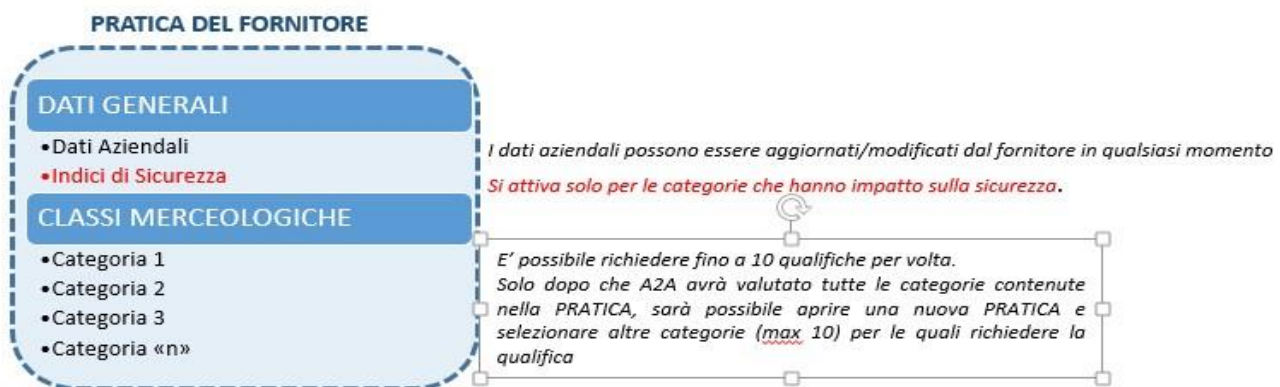 PRATICA DEL FORNITORE
DATI GENERALI
•Dati Aziendali
•Indici di Sicurezza
I dati aziendali possono essere aggiornati/modificati dal fornitore in qualsiasi momento
Si attiva solo per le categorie che hanno impatto sulla sicurezza.
CLASSI MERCEOLOGICHE
•Categoria 1
•Categoria 2
•Categoria 3
•Categoria «n»
E' possibile richiedere fino a 10 qualifiche per volta.
Solo dopo che A2A avrà valutato tutte le categorie contenute
nella PRATICA, sarà possibile aprire una nuova PRATICA e
selezionare altre categorie (max 10) per le quali richiedere la
qualifica